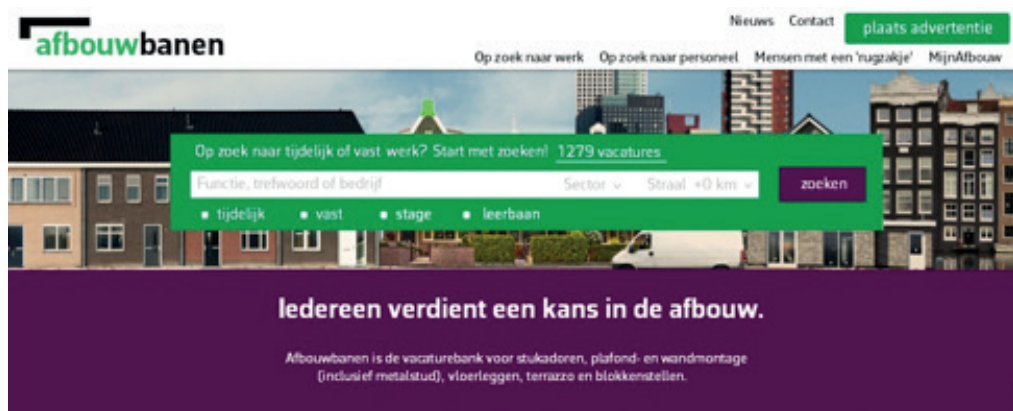 afbouwbanen
Nieuws Contact plaats advertentie
Op zoek naar werk Op zoek naar personeel Mensen met een 'rugzakje' MijnAfbouw
Op zoek naar tijdelijk of vast werk? Start met zoeken! 1279 vacatures
Functie, trefwoord of bedrijf Sector Straal +0 km zoeken
tijdelijk vast stage leerbaan
Iedereen verdient een kans in de afbouw.
Afbouwbanen is de vacaturebank voor stukadoren, plafond- en wandmontage
(inclusief metalstud), vloerleggen, terrazzo en blokkenstellen.